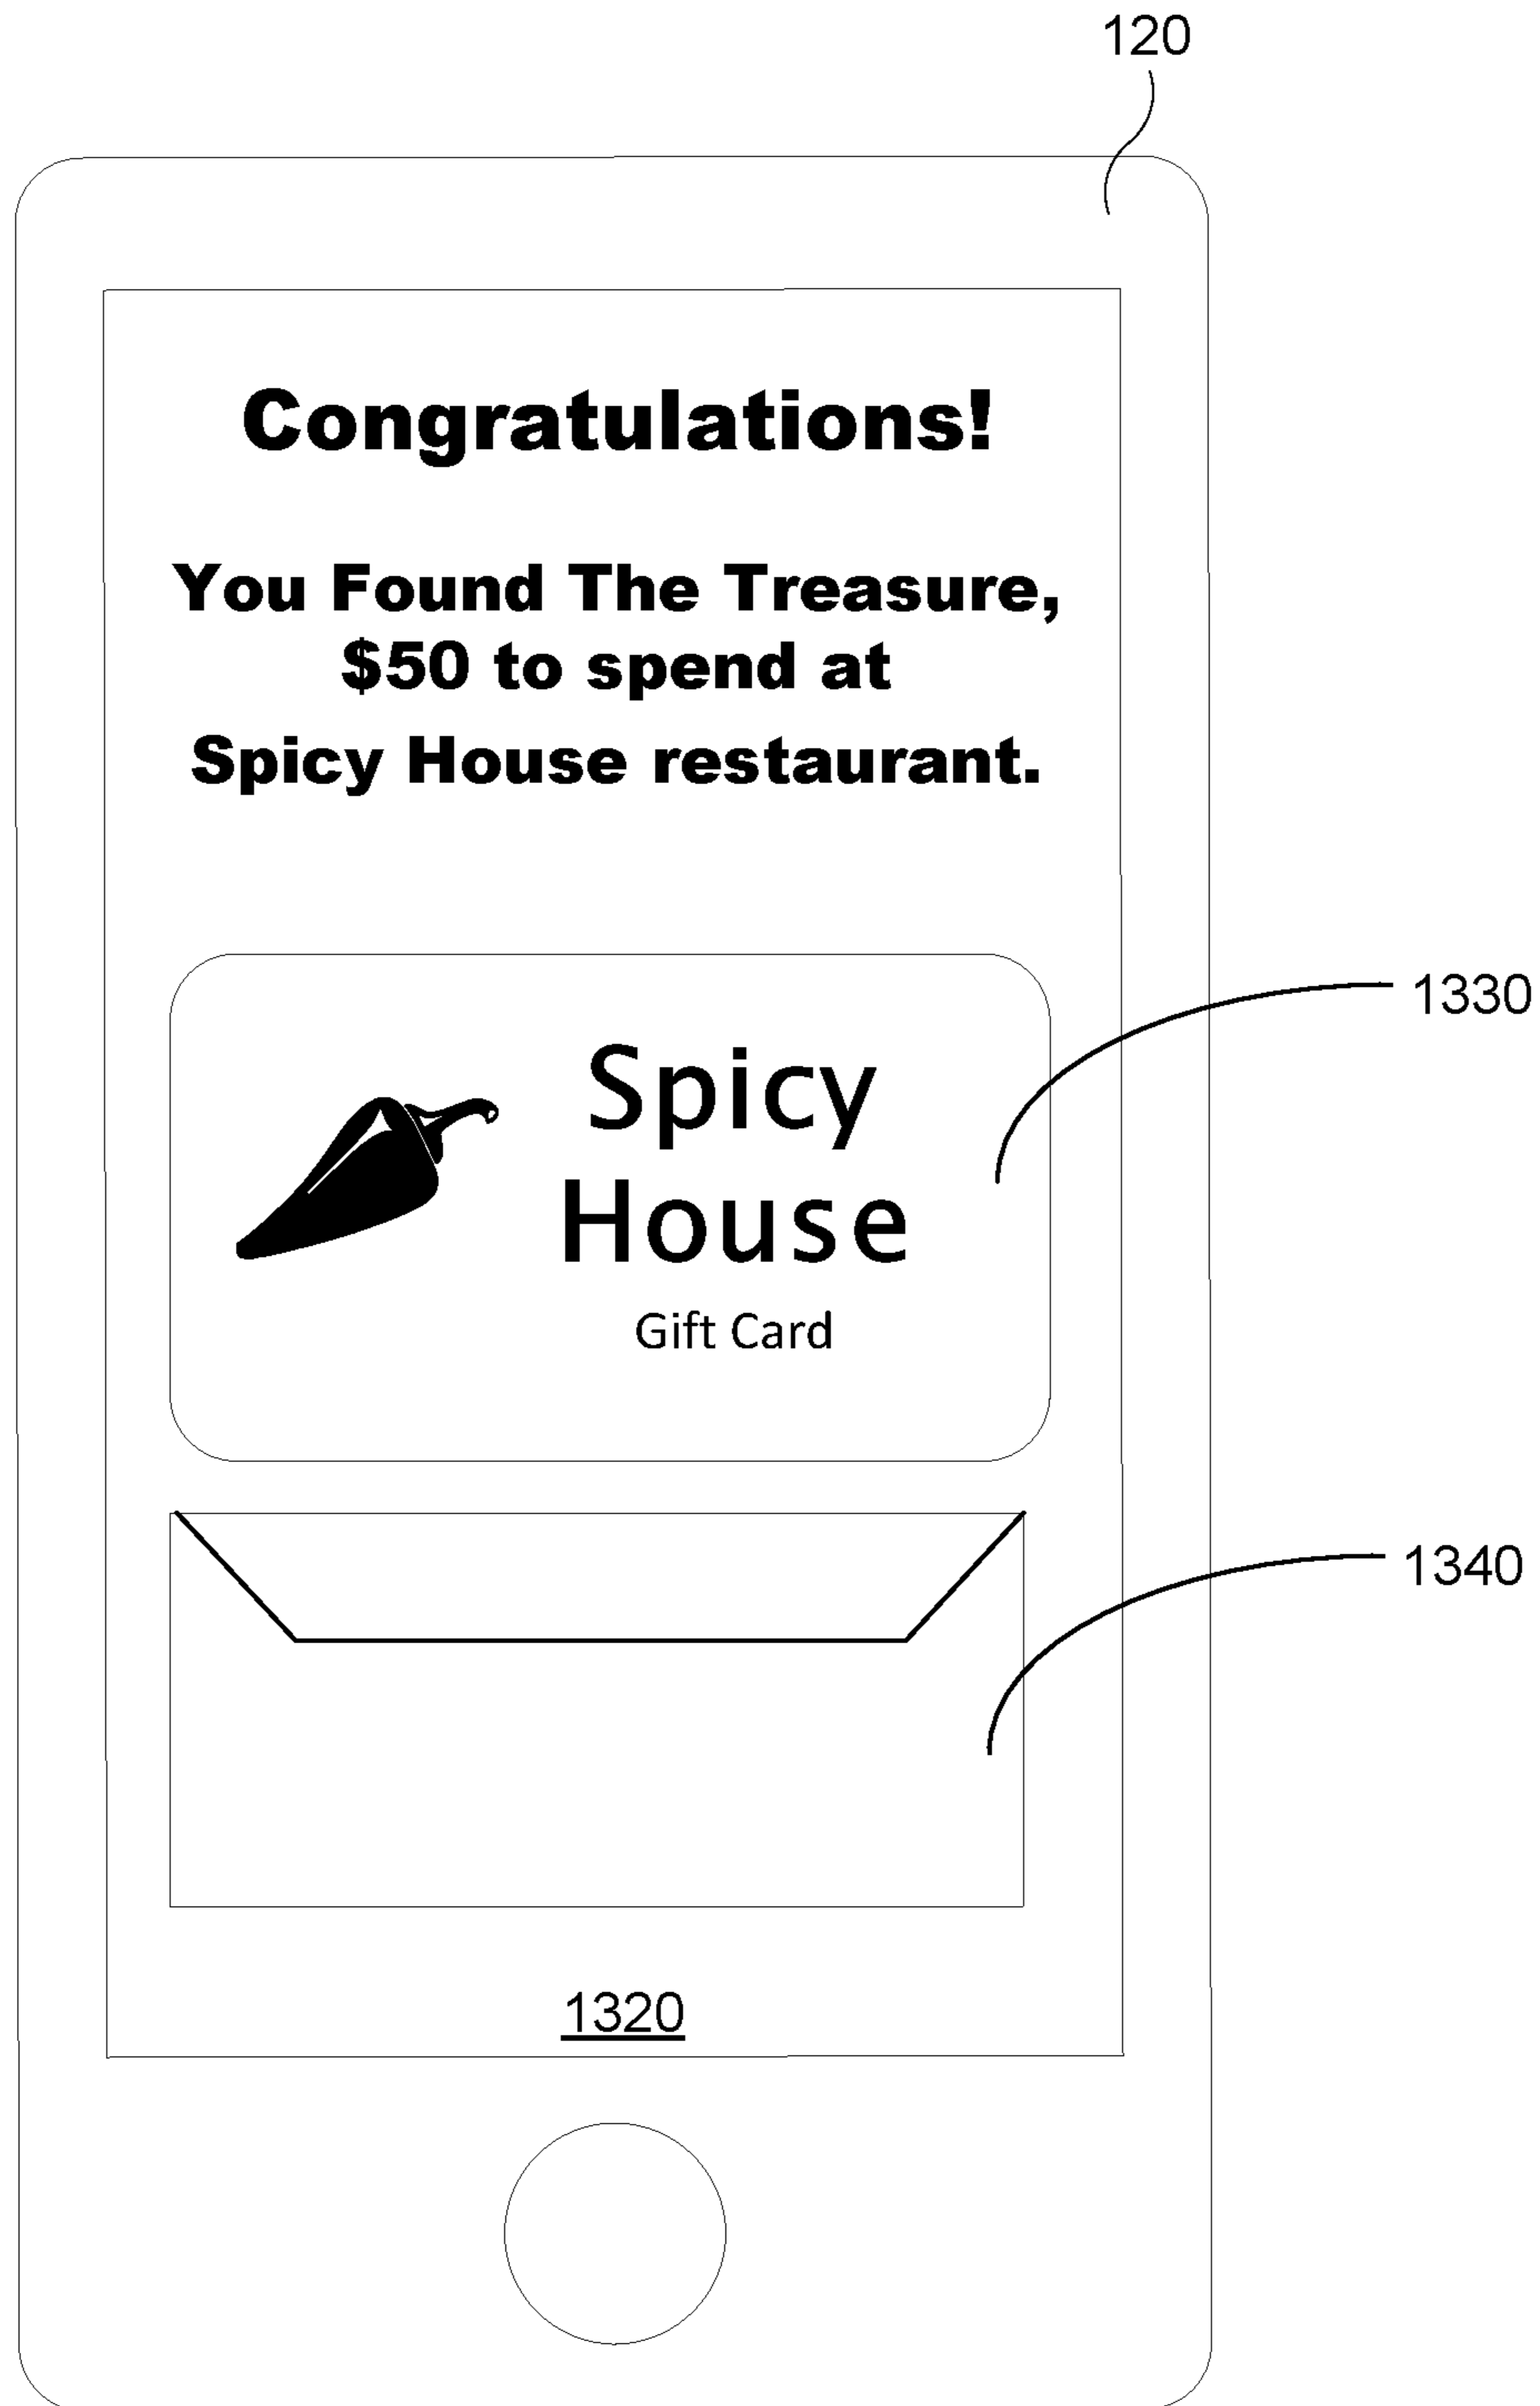 120
Congratulations!
You Found The Treasure,
$50 to spend at
Spicy House restaurant.
1330
Spicy
House
Gift Card
1340
1320